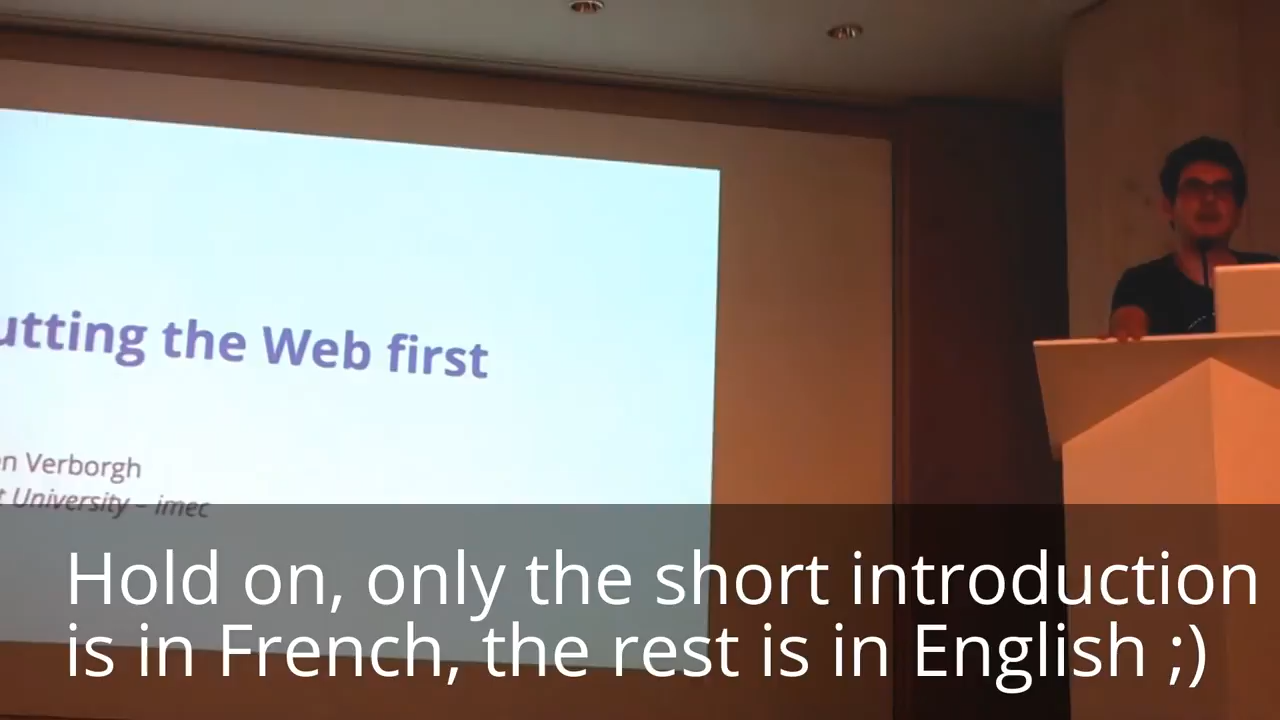 utting the Web first
n Verborgh
t University – imec
Hold on, only the short introduction
is in French, the rest is in English ;)